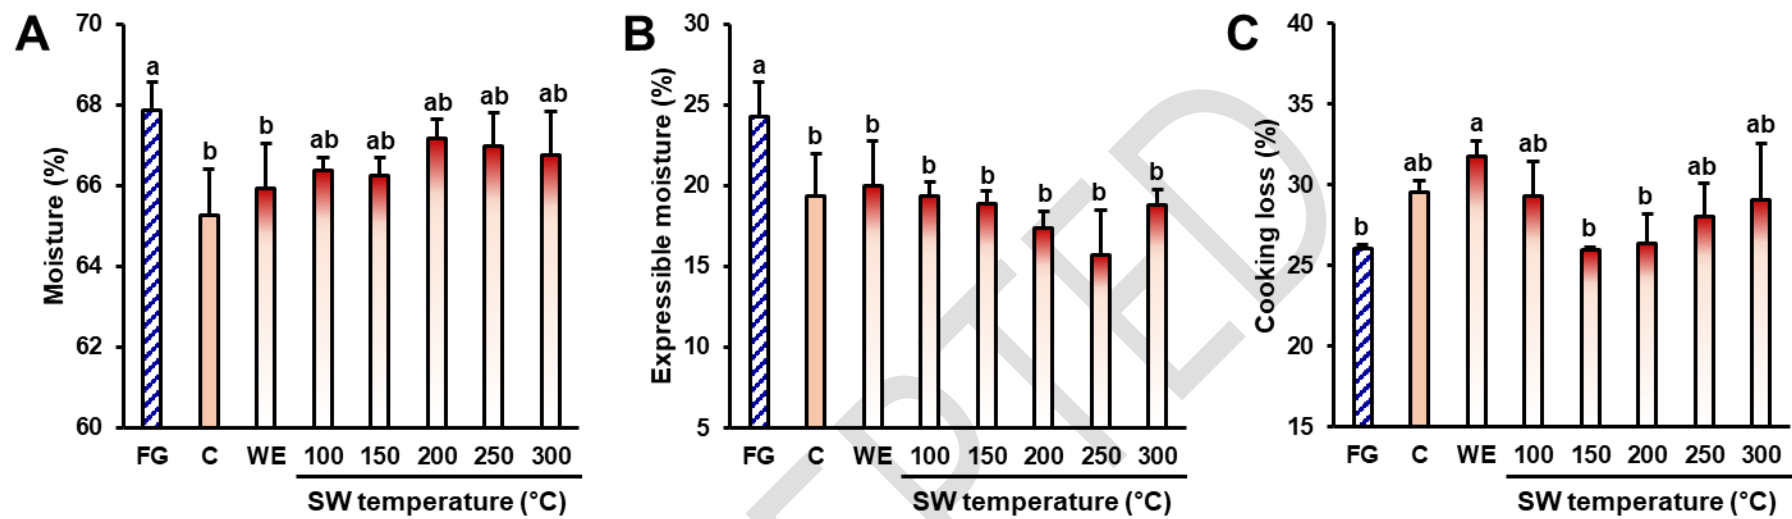 A
Moisture (%)
70
68
66
64
62
60
a
b
b
ab
ab
ab
ab
ab
FG C WE 100 150 200 250 300
SW temperature (°C)
B
Expressible moisture (%)
30
25
20
15
10
5
a
b
b
b
b
b
b
b
FG C WE 100 150 200 250 300
SW temperature (°C)
C
Cooking loss (%)
40
35
30
25
20
15
b
ab
a
ab
b
b
ab
ab
FG C WE 100 150 200 250 300
SW temperature (°C)
PTED